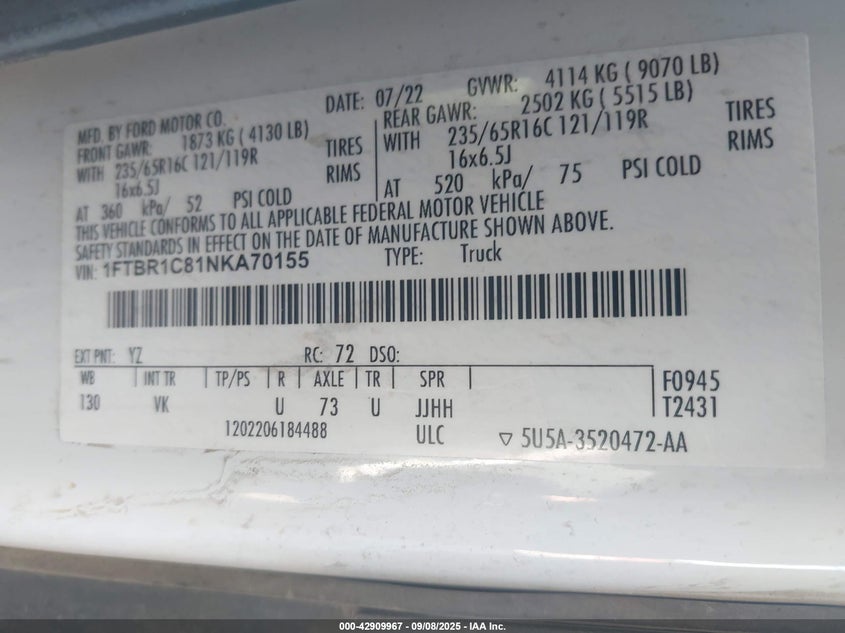 MFD. BY FORD MOTOR CO.
DATE: 07/22
GVWR: 4114 KG ( 9070 LB)
FRONT GAWR: 1873 KG ( 4130 LB)
WITH 235/65R16C 121/119R TIRES
16x6.5J RIMS
AT 360 kPa/ 52 PSI COLD
REAR GAWR: 2502 KG ( 5515 LB)
WITH 235/65R16C 121/119R TIRES
16x6.5J RIMS
AT 520 kPa/ 75 PSI COLD
THIS VEHICLE CONFORMS TO ALL APPLICABLE FEDERAL MOTOR VEHICLE
SAFETY STANDARDS IN EFFECT ON THE DATE OF MANUFACTURE SHOWN ABOVE.
VIN: 1FTBR1C81NKA70155 TYPE: Truck
EXT PNT: YZ RC: 72 DSO:
WB INT TR TP/PS R AXLE TR SPR F0945
130 VK U 73 U JJHH T2431
1202206184488 ULC ▽ 5U5A-3520472-AA
000-42909967 - 09/08/2025 - IAA Inc.